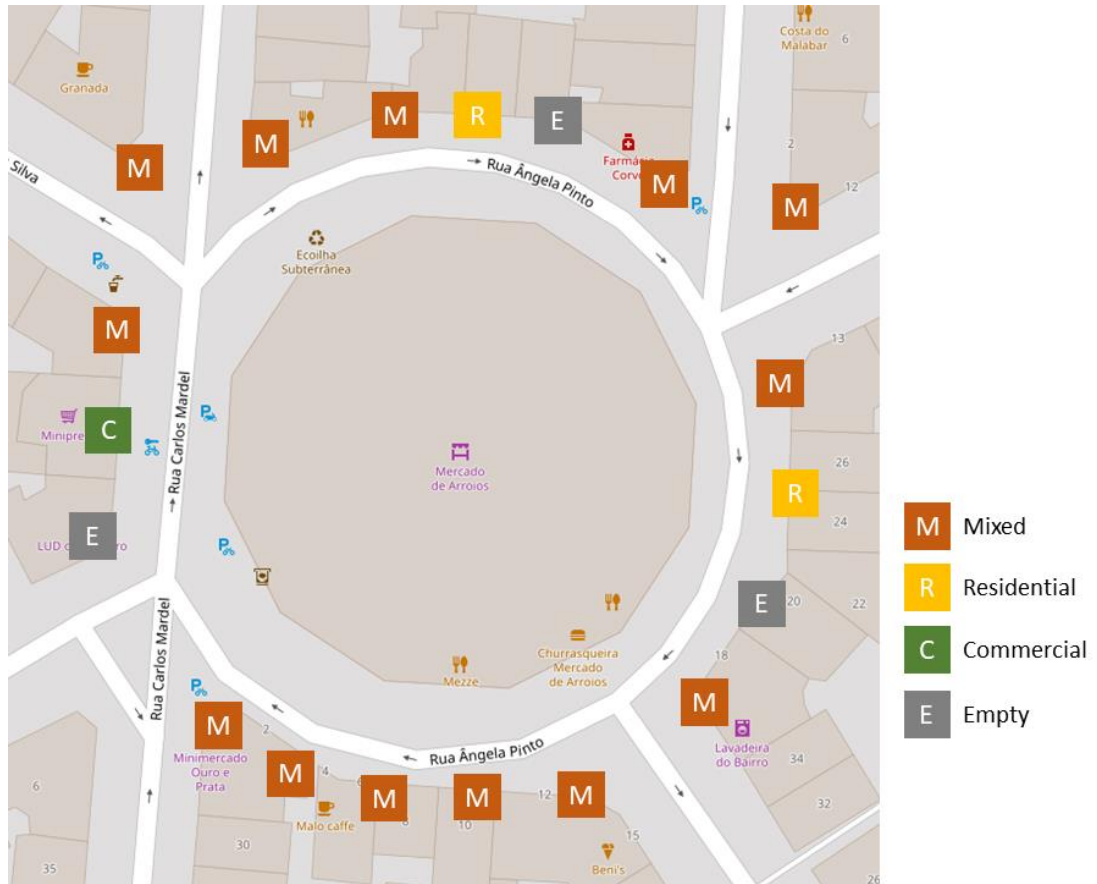 Costa do
Malabar
6
Granada
M
R
E
M
Farmácia
Corvo
M
Rua Ângela Pinto
2
12
M
M
Silva
Ecoilha
Subterrânea
M
13
M
Rua Carlos Mardel
C
Minipre
Mercado
de Arroios
26
R
24
E
LUD
E
20
22
Rua Carlos Mardel
18
Churrasqueira
Mercado
de Arroios
Mezze
M
M
2
Minimercado
Ouro e
Prata
Rua Ângela Pinto
Lavadeira
do Bairro
34
M
4
6
M
M
12
M
32
6
Malo caffe
8
10
15
30
Beni's
35
26
M Mixed
R Residential
C Commercial
E Empty